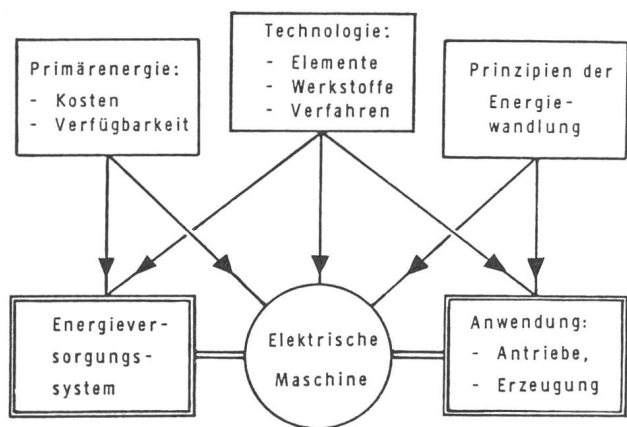 Technologie:
- Elemente
- Werkstoffe
- Verfahren
Primärenergie:
- Kosten
- Verfügbarkeit
Prinzipien der
Energie-
wandlung
Energiever-
sorgungs-
system
Elektrische
Maschine
Anwendung:
- Antriebe,
- Erzeugung